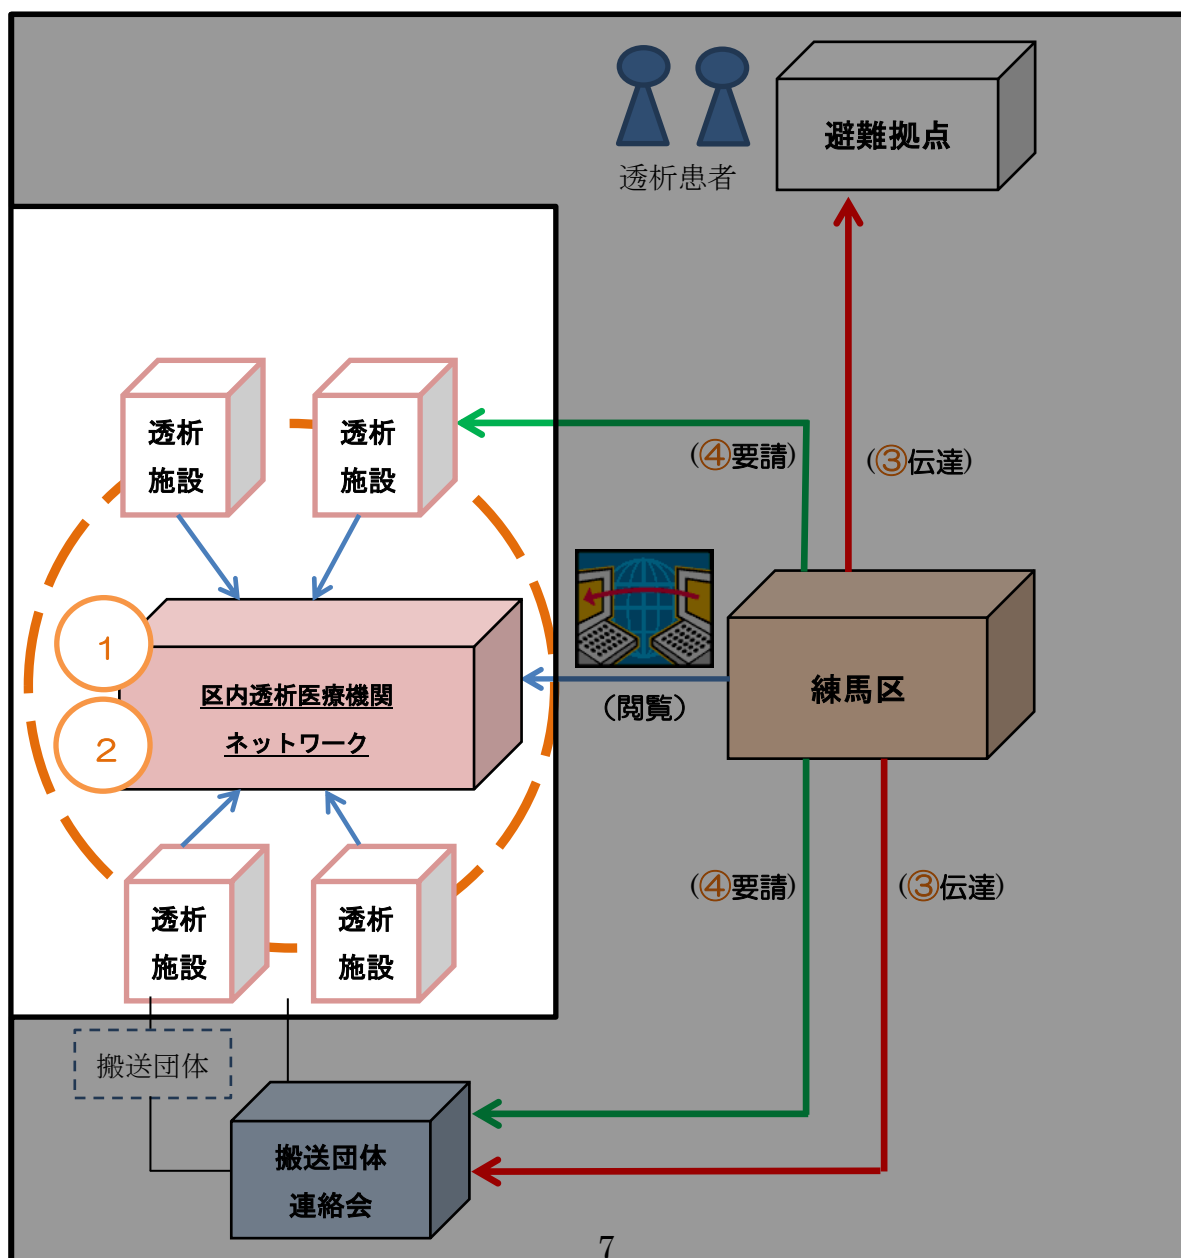 避難拠点
透析患者
透析
施設
透析
施設
(④要請)
(③伝達)
1
2
区内透析医療機関
ネットワーク
(閲覧)
練馬区
透析
施設
透析
施設
(④要請)
(③伝達)
搬送団体
搬送団体
連絡会
7